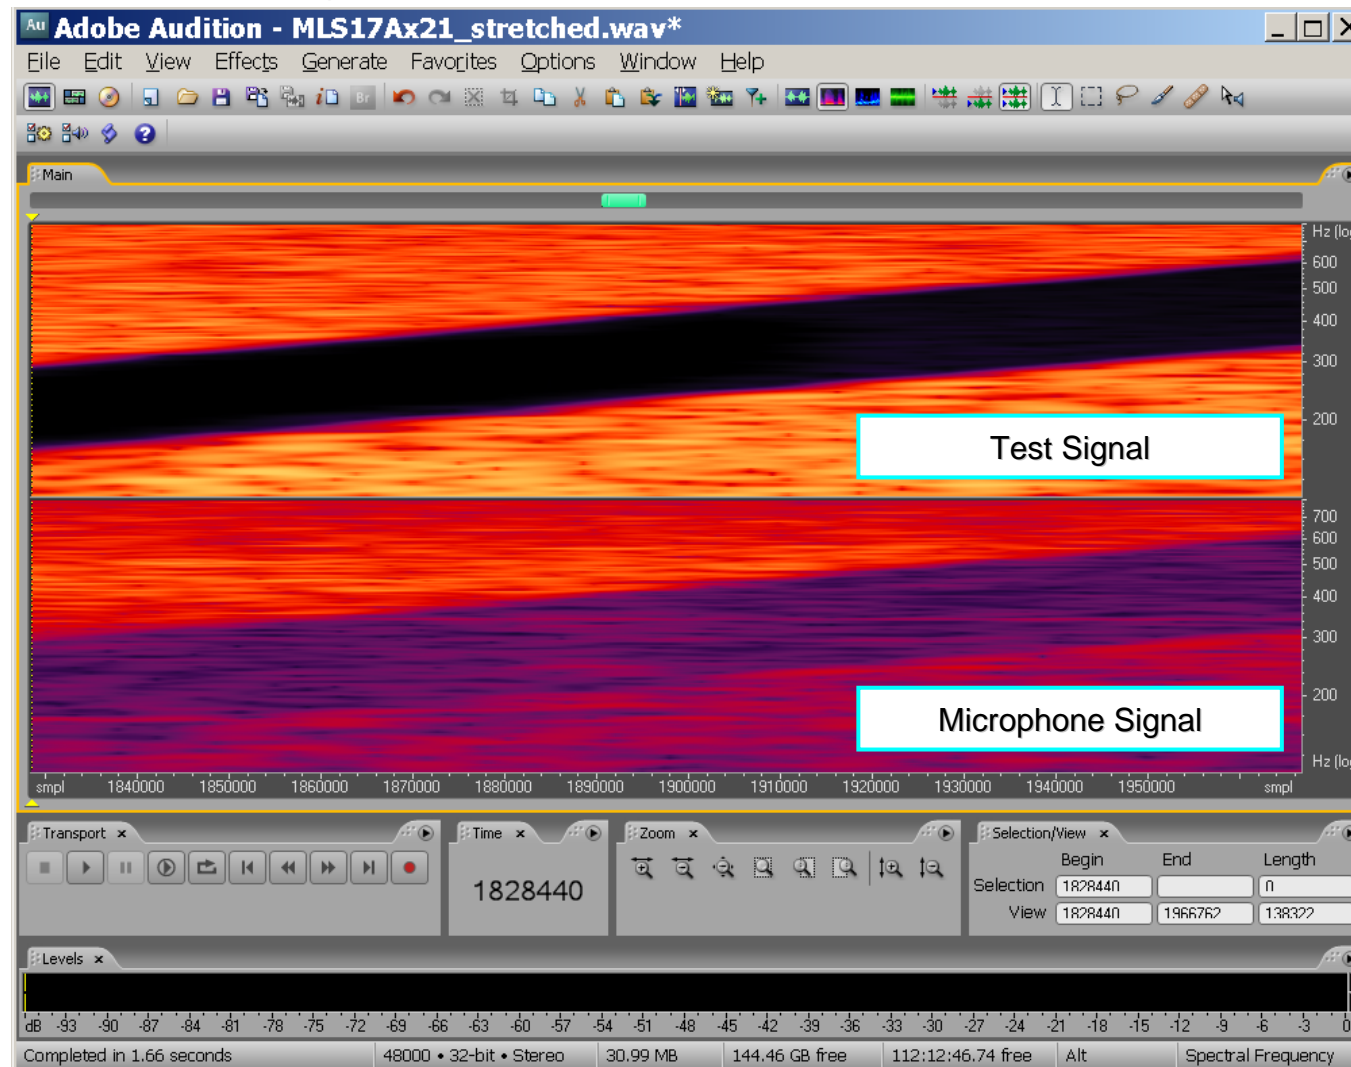 Au Adobe Audition - MLS17Ax21_stretched.wav*
File Edit View Effects Generate Favorites Options Window Help
Br
Main
Hz (log
600
500
400
300
200
Test Signal
700
600
500
400
300
200
Microphone Signal
Hz (log
smpl 1840000 1850000 1860000 1870000 1880000 1890000 1900000 1910000 1920000 1930000 1940000 1950000 smpl
Transport x Time x Zoom x Selection/View x
Begin End Length
1828440
Selection 1828440 0
View 1828440 1966762 138322
Levels x
dB -93 -90 -87 -84 -81 -78 -75 -72 -69 -66 -63 -60 -57 -54 -51 -48 -45 -42 -39 -36 -33 -30 -27 -24 -21 -18 -15 -12 -9 -6 -3 0
Completed in 1.66 seconds 48000 • 32-bit • Stereo 30.99 MB 144.46 GB free 112:12:46.74 free Alt Spectral Frequency